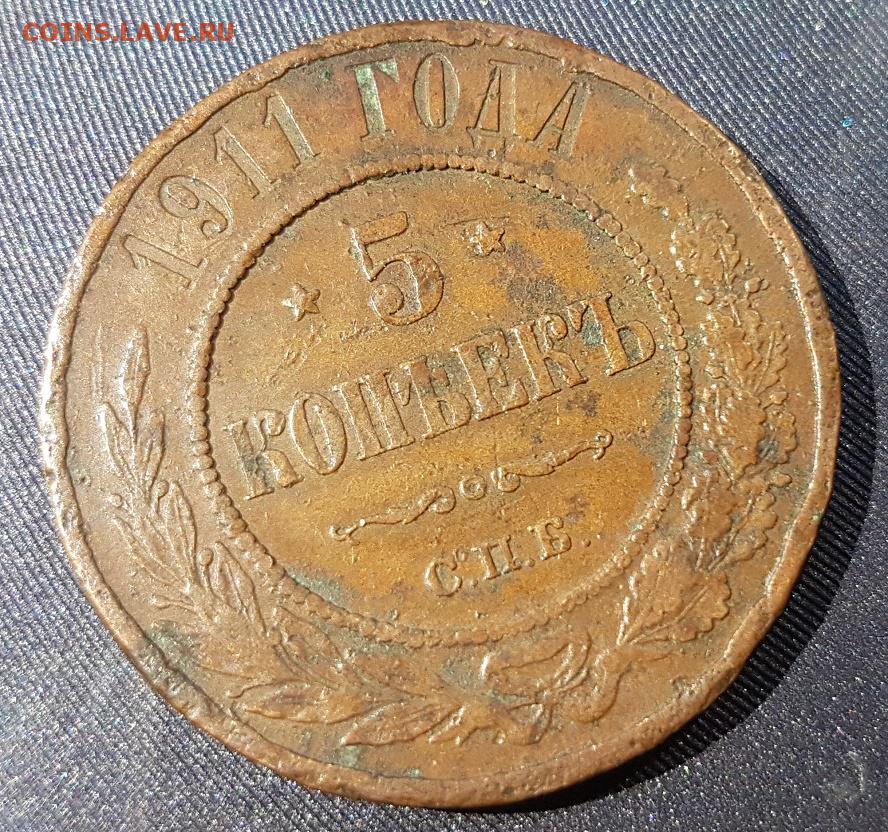 COINS.LAVE.RU
1911 ГОДА
5
КОПѢЕКЪ
С.П.Б.